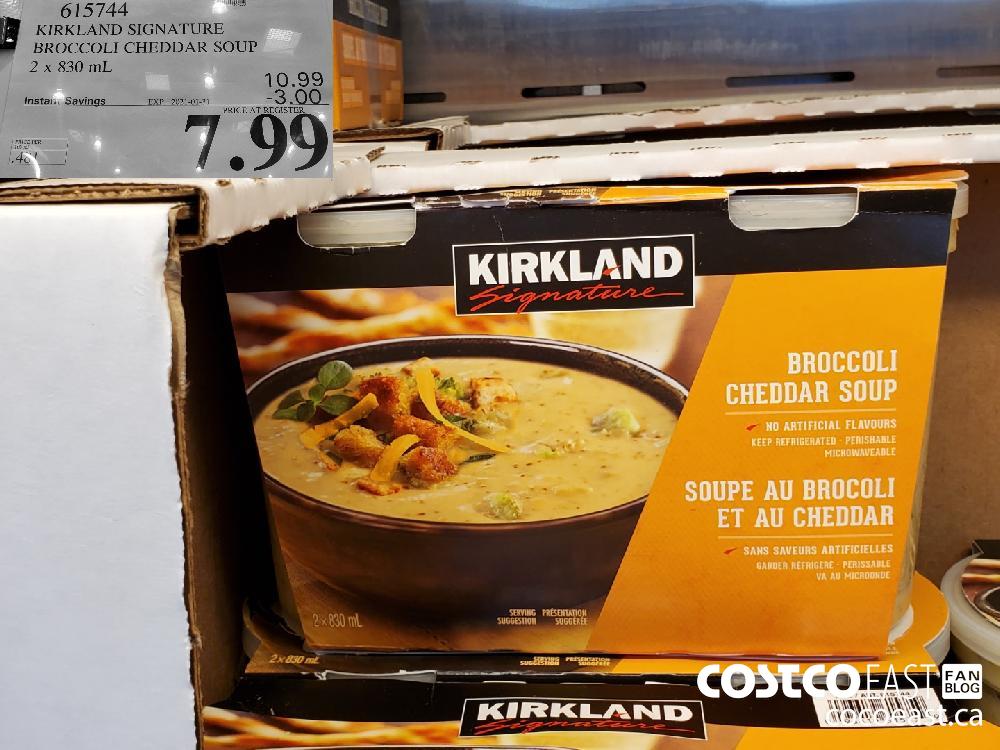 615744
KIRKLAND SIGNATURE
BROCCOLI CHEDDAR SOUP
2 x 830 mL
10.99
Instant Savings
-3.00
PRICE AT REGISTER
7.99
PRÉSENTATION
KIRKLAND
Signature
BROCCOLI
CHEDDAR SOUP
NO ARTIFICIAL FLAVOURS
KEEP REFRIGERATED - PERISHABLE
MICROWAVEABLE
SOUPE AU BROCOLI
ET AU CHEDDAR
SANS SAVEURS ARTIFICIELLES
GARDER RÉFRIGÉRÉ - PÉRISSABLE
VA AU MICROONDE
2 x 830 mL
SERVING PRÉSENTATION
SUGGESTION SUGGÉRÉE
2 x 830 mL
SERVING PRÉSENTATION
SUGGESTION SUGGÉRÉE
KIRKLAND
Signature
COSTCO EAST FAN
BLOG
cocoeast.ca